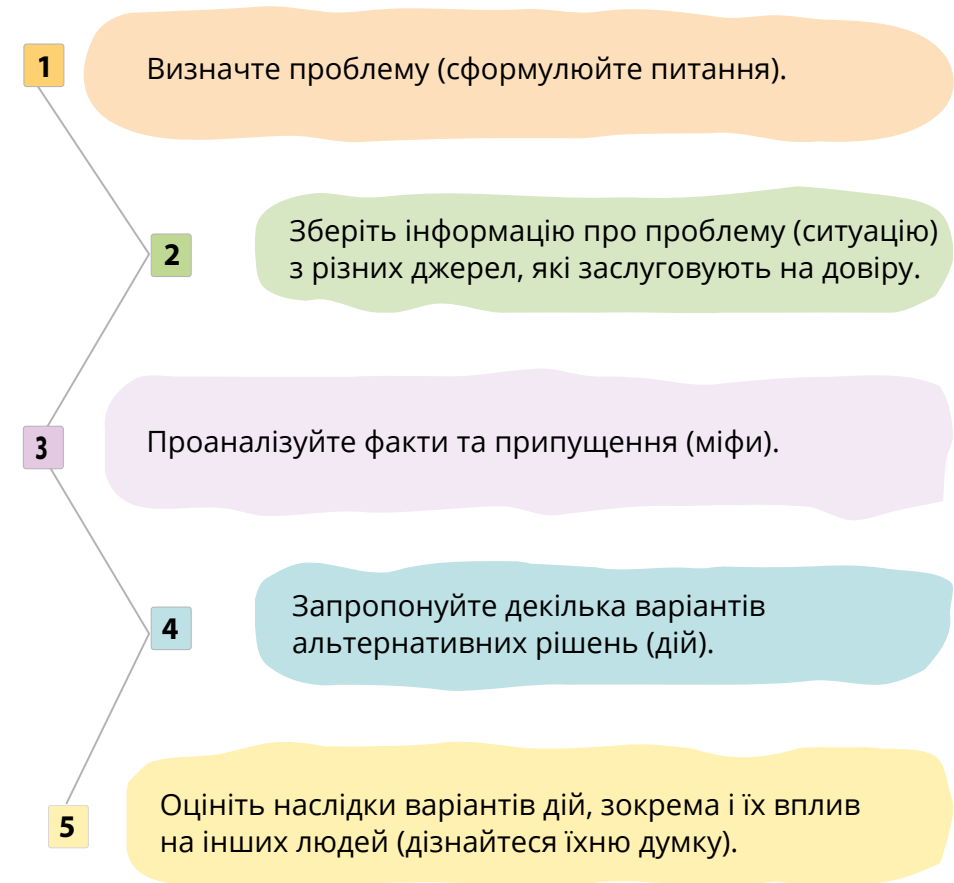 1
Визначте проблему (сформулюйте питання).
2
Зберіть інформацію про проблему (ситуацію)
з різних джерел, які заслуговують на довіру.
3
Проаналізуйте факти та припущення (міфи).
4
Запропонуйте декілька варіантів
альтернативних рішень (дій).
5
Оцініть наслідки варіантів дій, зокрема і їх вплив
на інших людей (дізнайтеся їхню думку).